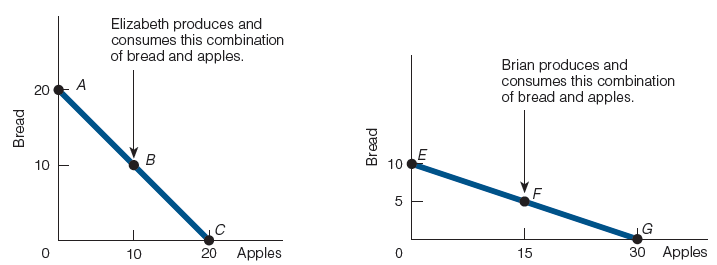 Elizabeth produces and
consumes this combination
of bread and apples.
Bread
20
A
10
B
C
0
10
20
Apples
Brian produces and
consumes this combination
of bread and apples.
Bread
10
E
5
F
G
0
15
30
Apples